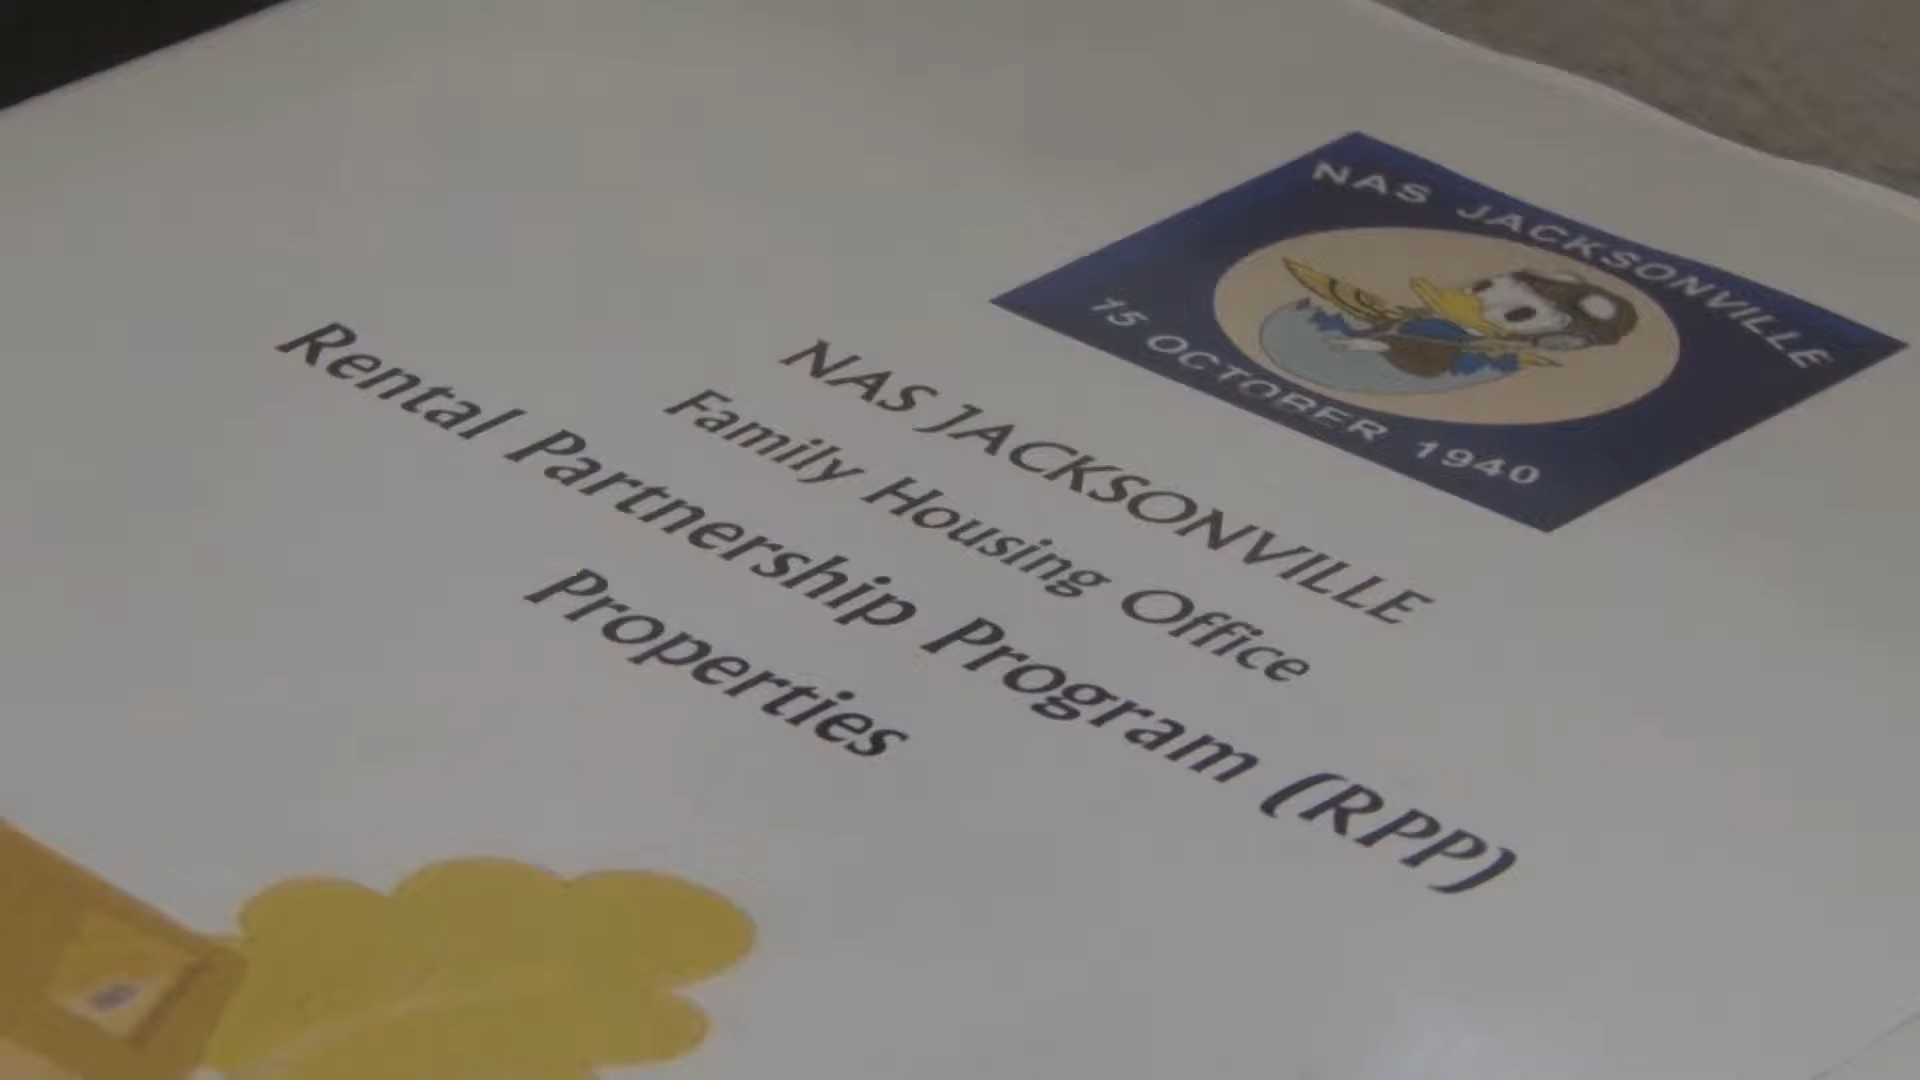 NAS JACKSONVILLE
15 OCTOBER 1940
NAS JACKSONVILLE
Family Housing Office
Rental Partnership Program (RPP)
Properties